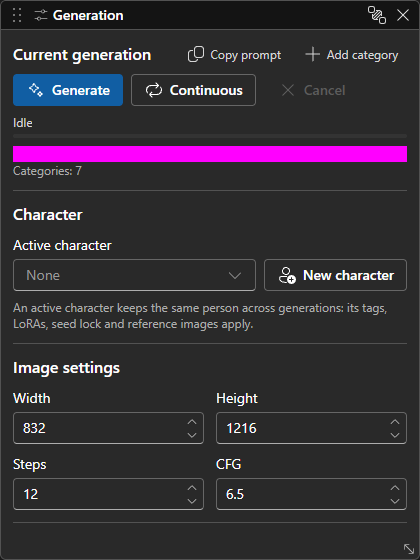 Generation
Current generation
Copy prompt
Add category
Generate
Continuous
Cancel
Idle
Categories: 7
Character
Active character
None
New character
An active character keeps the same person across generations: its tags,
LoRAs, seed lock and reference images apply.
Image settings
Width
Height
832
1216
Steps
CFG
12
6.5